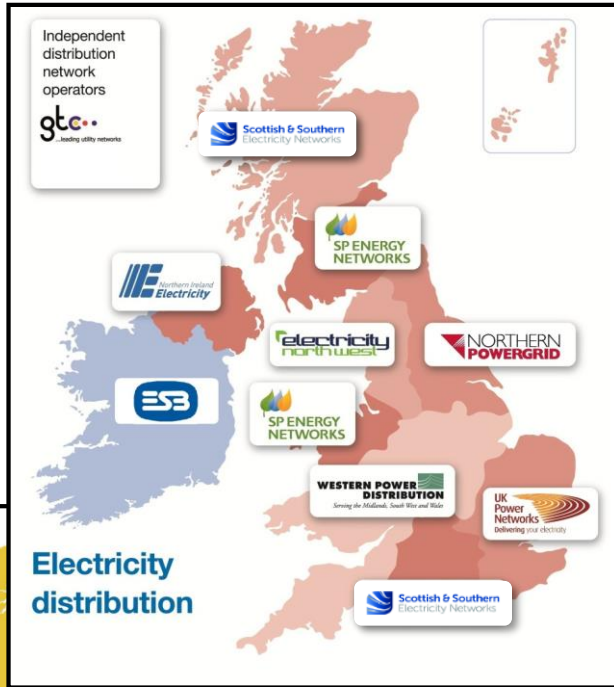 Independent
distribution
network
operators
gtc
...leading utility networks
Scottish & Southern
Electricity Networks
SP ENERGY
NETWORKS
Northern Ireland
Electricity
electricity
northwest
NORTHERN
POWERGRID
ESB
SP ENERGY
NETWORKS
WESTERN POWER
DISTRIBUTION
Serving the Midlands, South West and Wales
UK
Power
Networks
Delivering your electricity
Electricity
distribution
Scottish & Southern
Electricity Networks